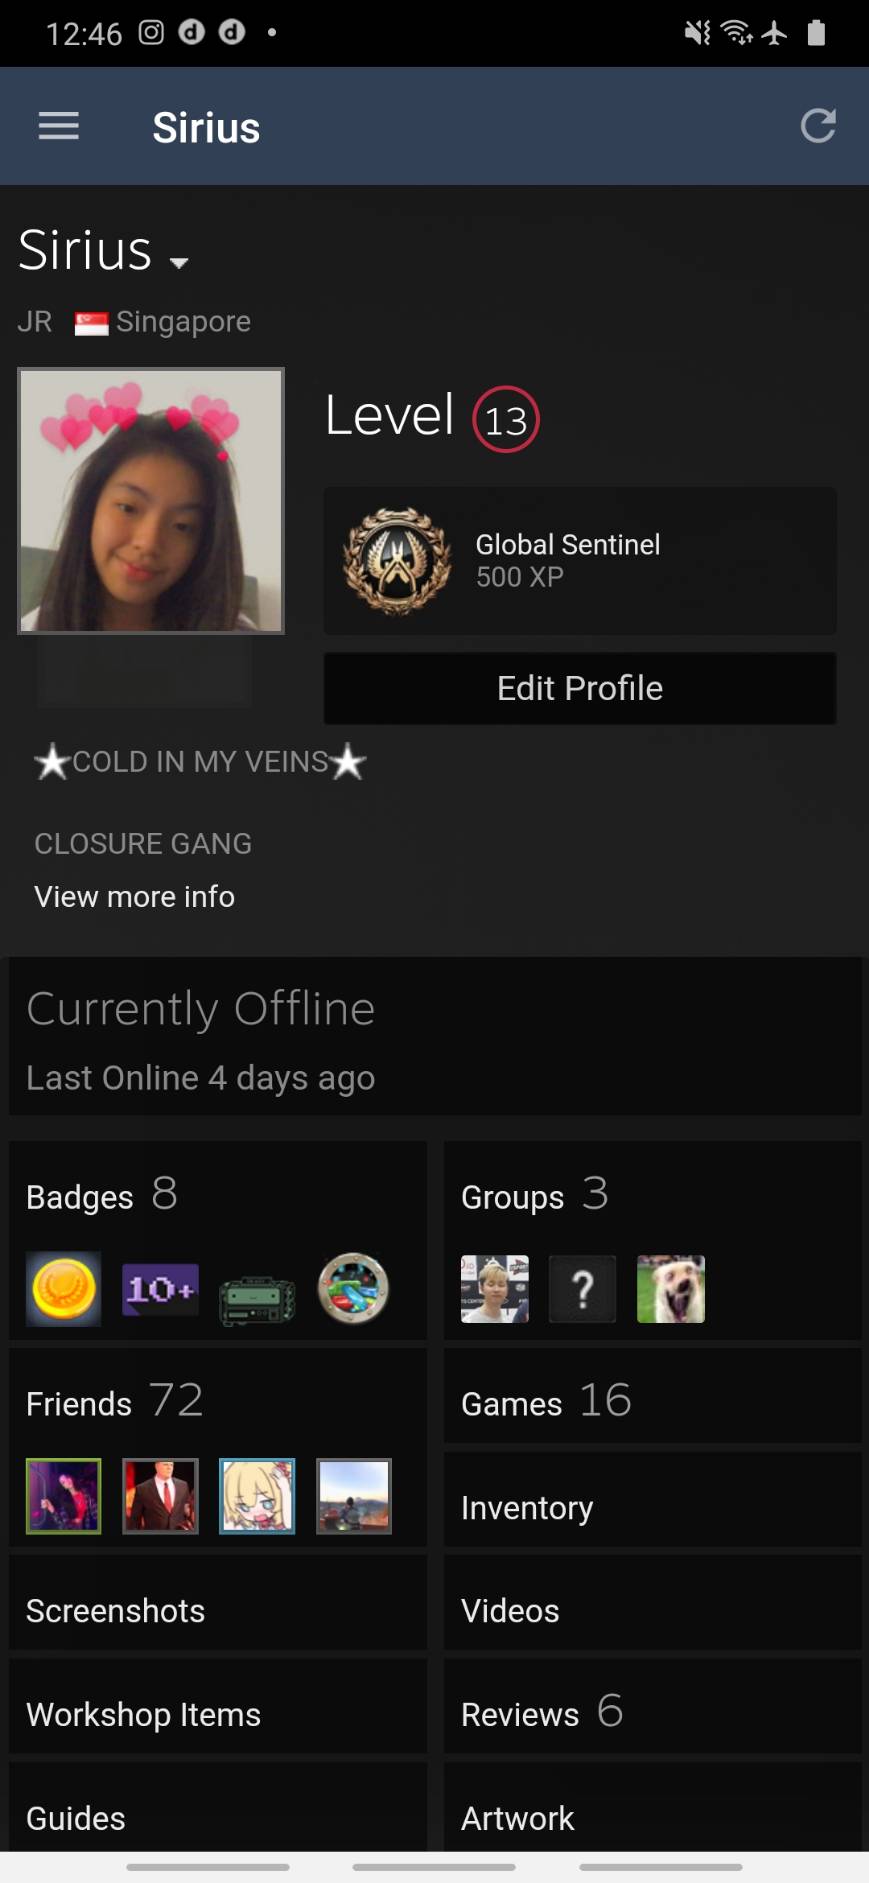 12:46
Sirius
Sirius
JR Singapore
Level 13
Global Sentinel
500 XP
Edit Profile
★COLD IN MY VEINS★
CLOSURE GANG
View more info
Currently Offline
Last Online 4 days ago
Badges 8
Groups 3
10+
?
Friends 72
Games 16
Inventory
Screenshots
Videos
Workshop Items
Reviews 6
Guides
Artwork